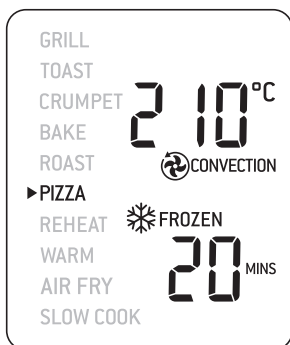 GRILL
TOAST
CRUMPET
BAKE
ROAST
▶PIZZA
REHEAT
WARM
AIR FRY
SLOW COOK
210°C
CONVECTION
FROZEN
20 MINS